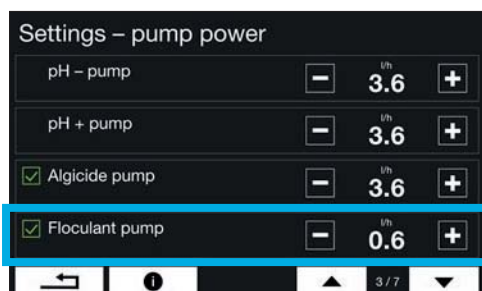 Settings – pump power
pH – pump
l/h
− 3.6 +
pH + pump
l/h
− 3.6 +
Algicide pump
l/h
− 3.6 +
Floculant pump
l/h
− 0.6 +
i
3/7